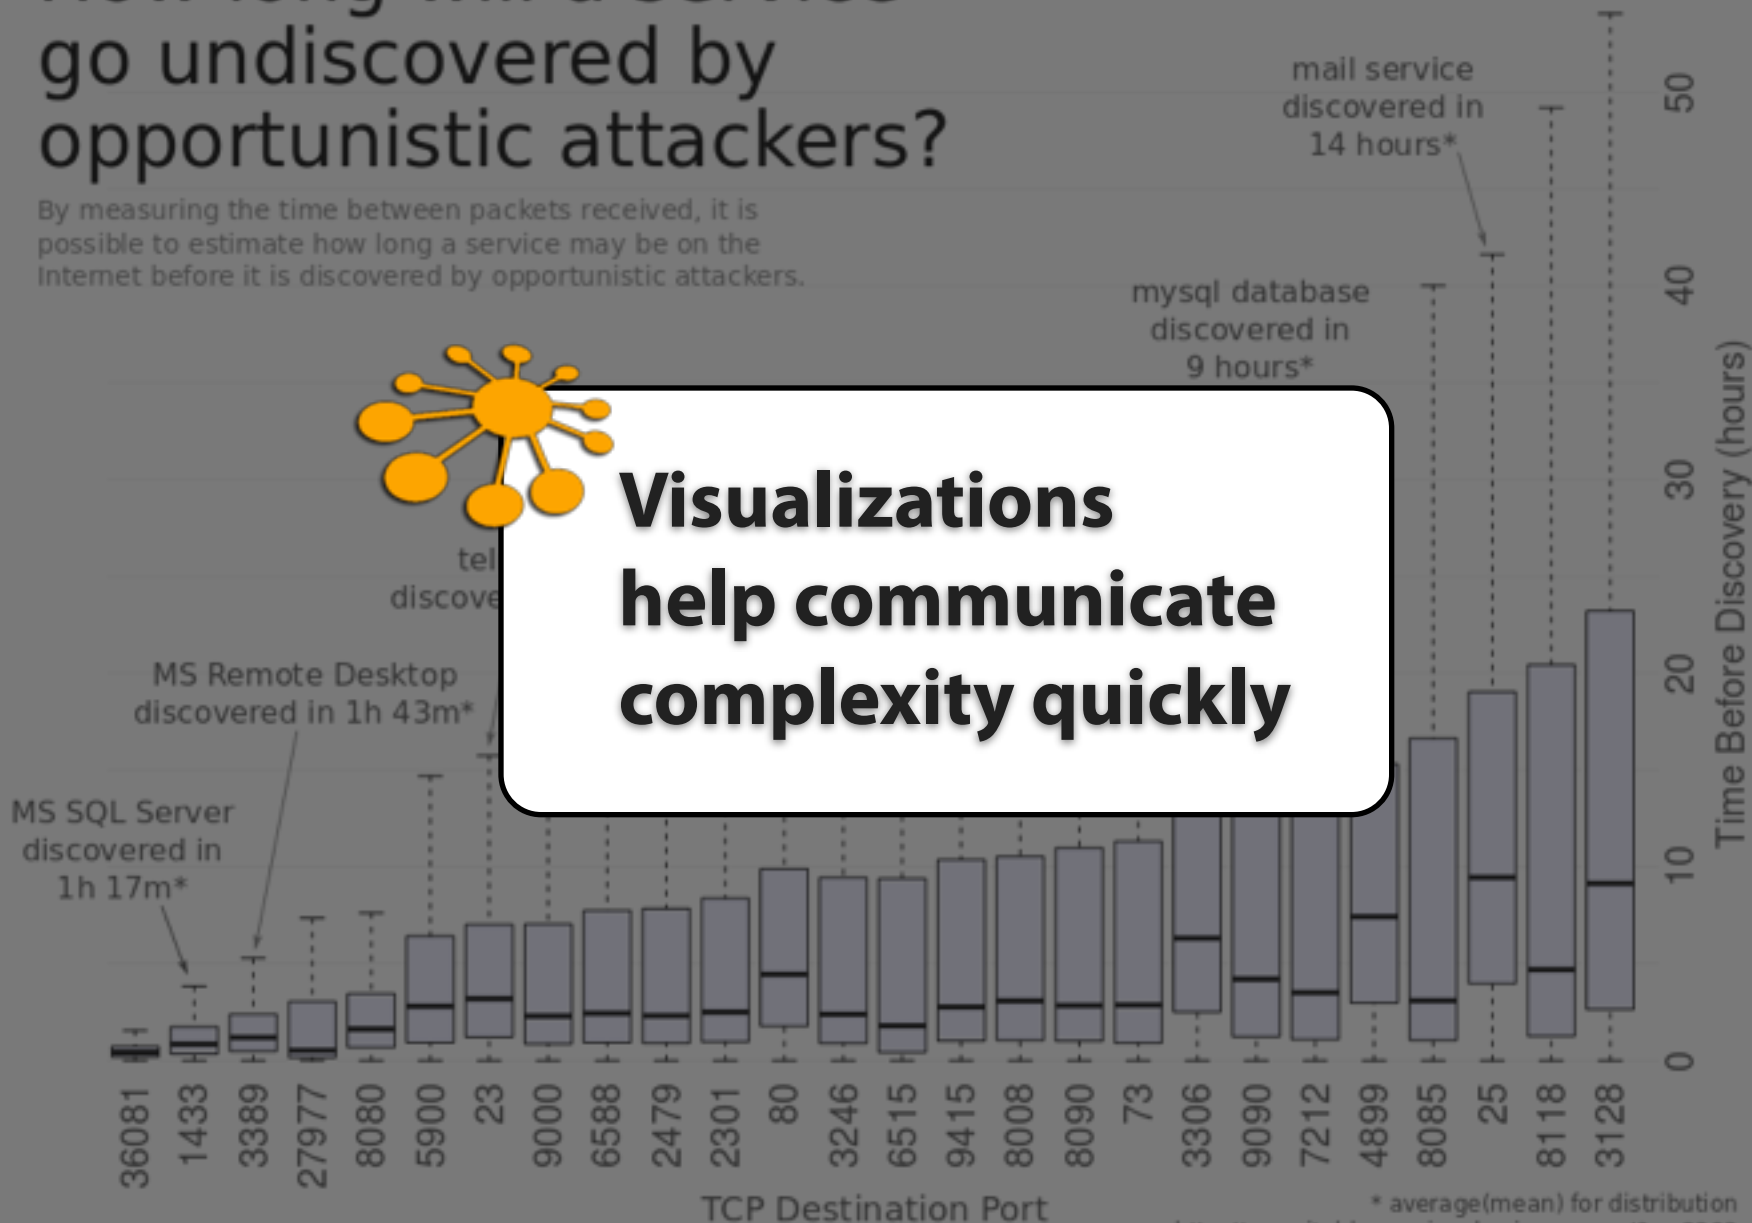 go undiscovered by
opportunistic attackers?
By measuring the time between packets received, it is
possible to estimate how long a service may be on the
Internet before it is discovered by opportunistic attackers.
mail service
discovered in
14 hours*
mysql database
discovered in
9 hours*
Visualizations
help communicate
complexity quickly
MS Remote Desktop
discovered in 1h 43m*
MS SQL Server
discovered in
1h 17m*
50
40
30
20
10
0
Time Before Discovery (hours)
36081
1433
3389
27977
8080
5900
23
9000
6588
2479
2301
80
3246
6515
9415
8008
8090
73
3306
9090
7212
4899
8085
25
8118
3128
TCP Destination Port
* average(mean) for distribution